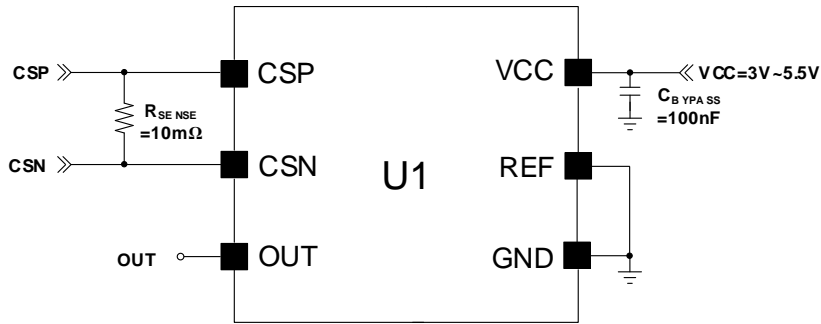 CSP
CSP
VCC
VCC=3V~5.5V
RSENSE
=10mΩ
CBYPASS
=100nF
CSN
CSN
U1
REF
OUT
OUT
GND